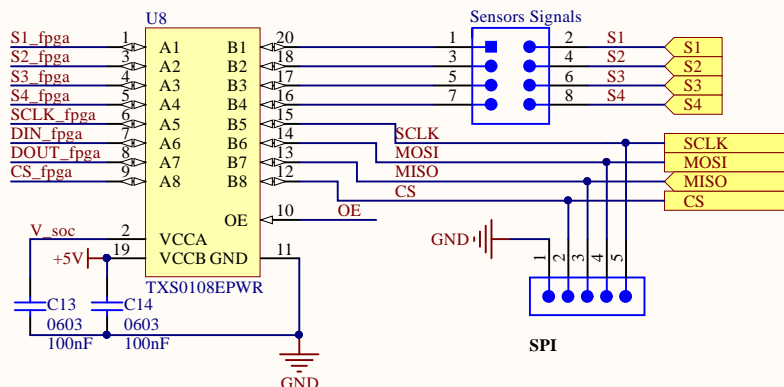 U8
Sensors Signals
S1_fpga 1 A1 B1 20 1 2 S1 S1
S2_fpga 3 A2 B2 18 3 4 S2 S2
S3_fpga 4 A3 B3 17 5 6 S3 S3
S4_fpga 5 A4 B4 16 7 8 S4 S4
SCLK_fpga 6 A5 B5 15
DIN_fpga 7 A6 B6 14 SCLK SCLK
DOUT_fpga 8 A7 B7 13 MOSI MOSI
CS_fpga 9 A8 B8 12 MISO MISO
CS CS
OE 10 OE
V_soc 2 VCCA
GND
+5V 19 VCCB GND 11
1 2 3 4 5
TXS0108EPWR
C13 C14
0603 0603
100nF 100nF
SPI
GND